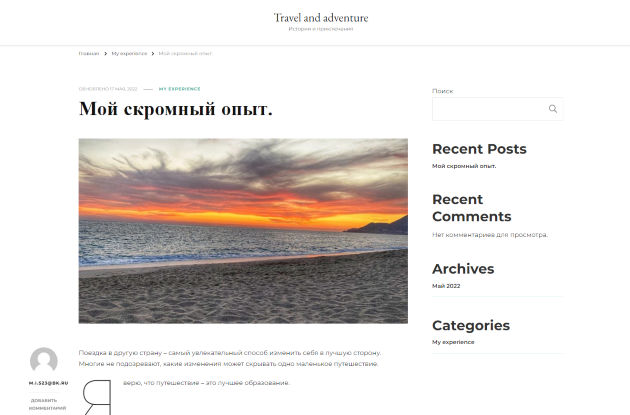 Travel and adventure
Истории и приключения
Главная > My experience > Мой скромный опыт.
ОБНОВЛЕНО 17 МАЯ, 2022 — MY EXPERIENCE
Мой скромный опыт.
Поиск
Recent Posts
Мой скромный опыт.
Recent
Comments
Нет комментариев для просмотра.
Archives
Май 2022
Categories
My experience
M.I.523@BK.RU
ДОБАВИТЬ
КОММЕНТАРИЙ
Поездка в другую страну – самый увлекательный способ изменить себя в лучшую сторону.
Многие не подозревают, какие изменения может скрывать одно маленькое путешествие.
Я верю, что путешествие – это лучшее образование.